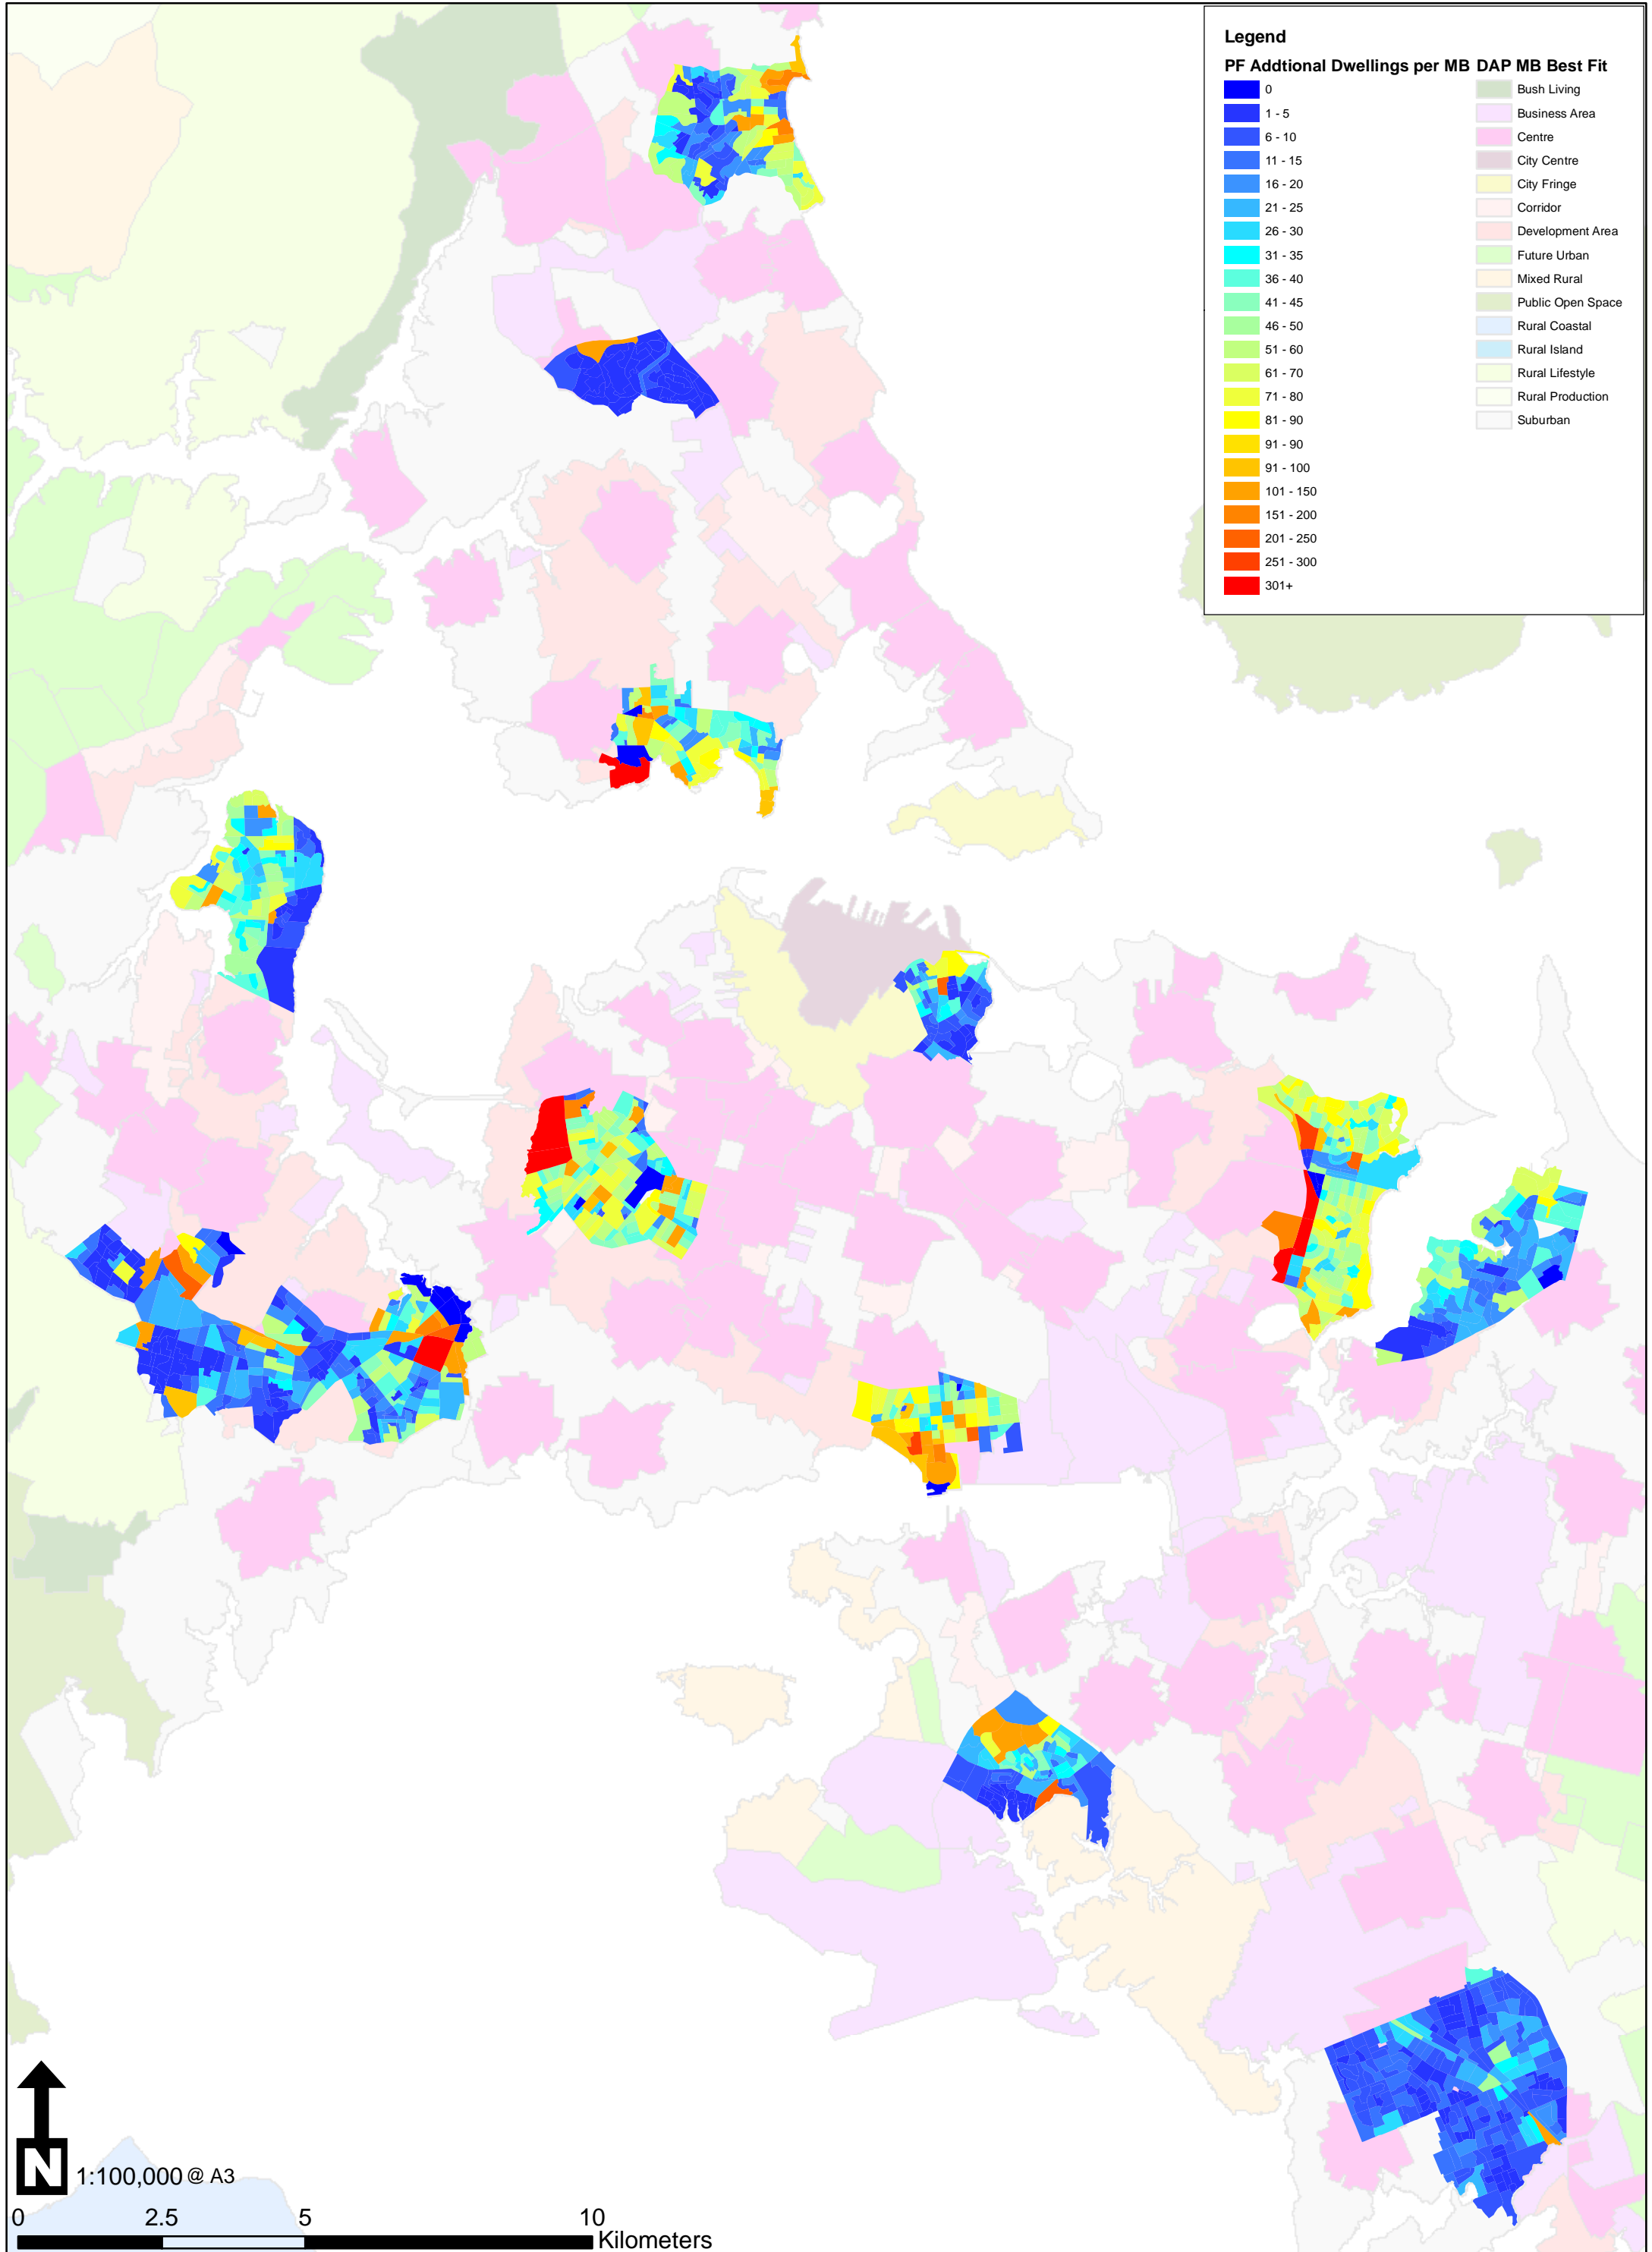 Legend
PF Addtional Dwellings per MB DAP MB Best Fit
0
1 - 5
6 - 10
11 - 15
16 - 20
21 - 25
26 - 30
31 - 35
36 - 40
41 - 45
46 - 50
51 - 60
61 - 70
71 - 80
81 - 90
91 - 90
91 - 100
101 - 150
151 - 200
201 - 250
251 - 300
301+
Bush Living
Business Area
Centre
City Centre
City Fringe
Corridor
Development Area
Future Urban
Mixed Rural
Public Open Space
Rural Coastal
Rural Island
Rural Lifestyle
Rural Production
Suburban
N
1:100,000 @ A3
0 2.5 5 10
Kilometers